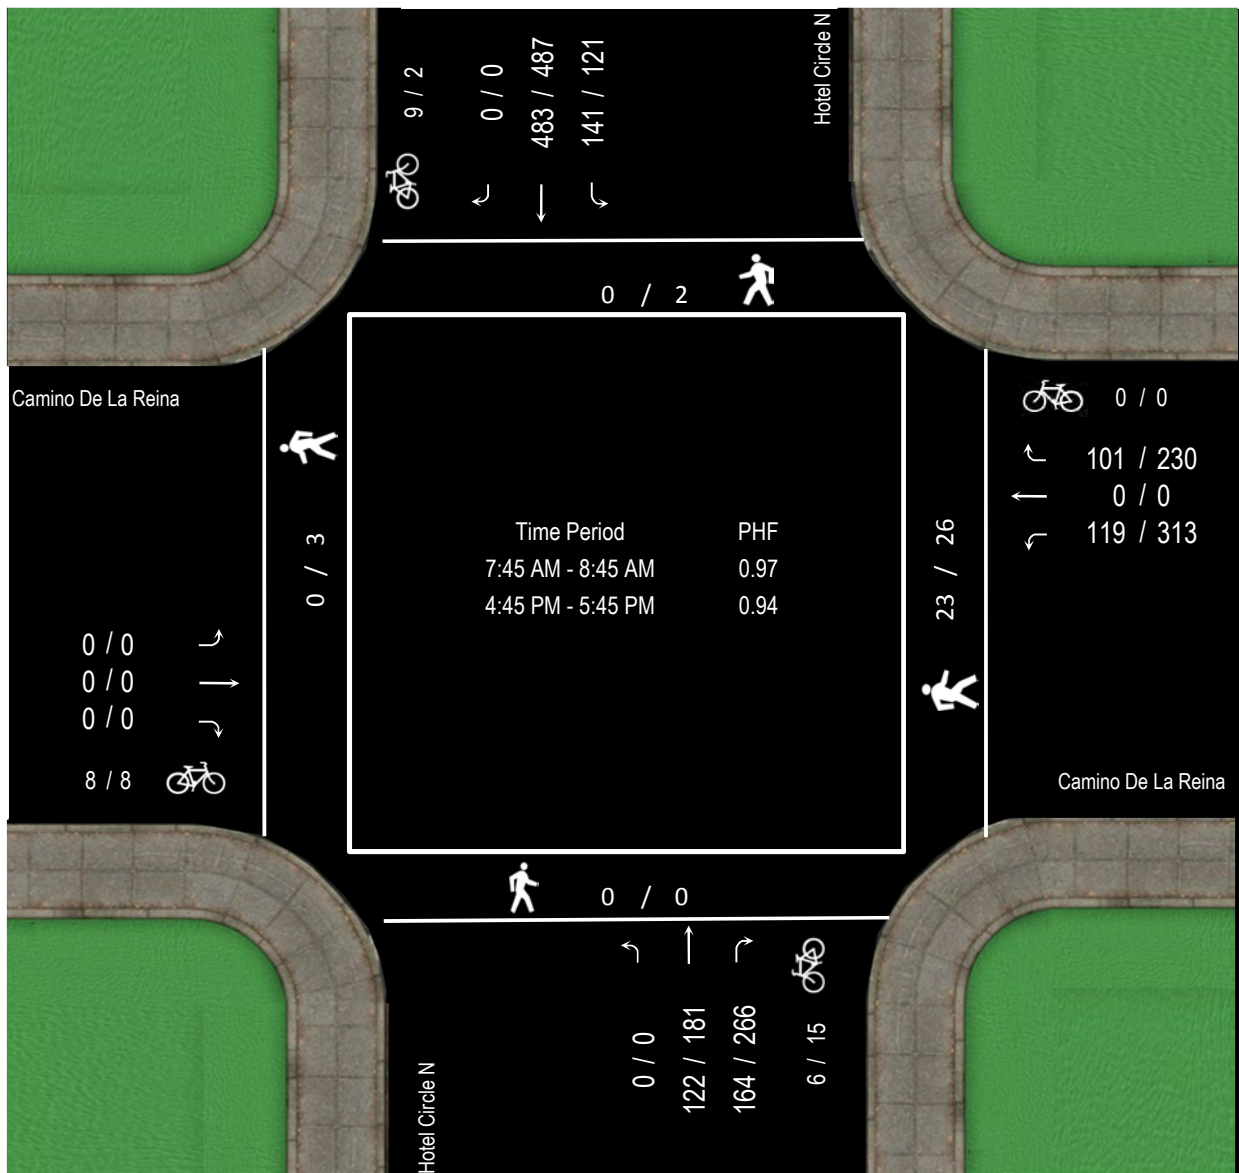 Hotel Circle N
9 / 2
0 / 0
483 / 487
141 / 121
0 / 2
Camino De La Reina
0 / 0
101 / 230
0 / 0
119 / 313
0 / 3
Time Period PHF
7:45 AM - 8:45 AM 0.97
4:45 PM - 5:45 PM 0.94
23 / 26
0 / 0
0 / 0
0 / 0
8 / 8
Camino De La Reina
0 / 0
0 / 0
122 / 181
164 / 266
6 / 15
Hotel Circle N